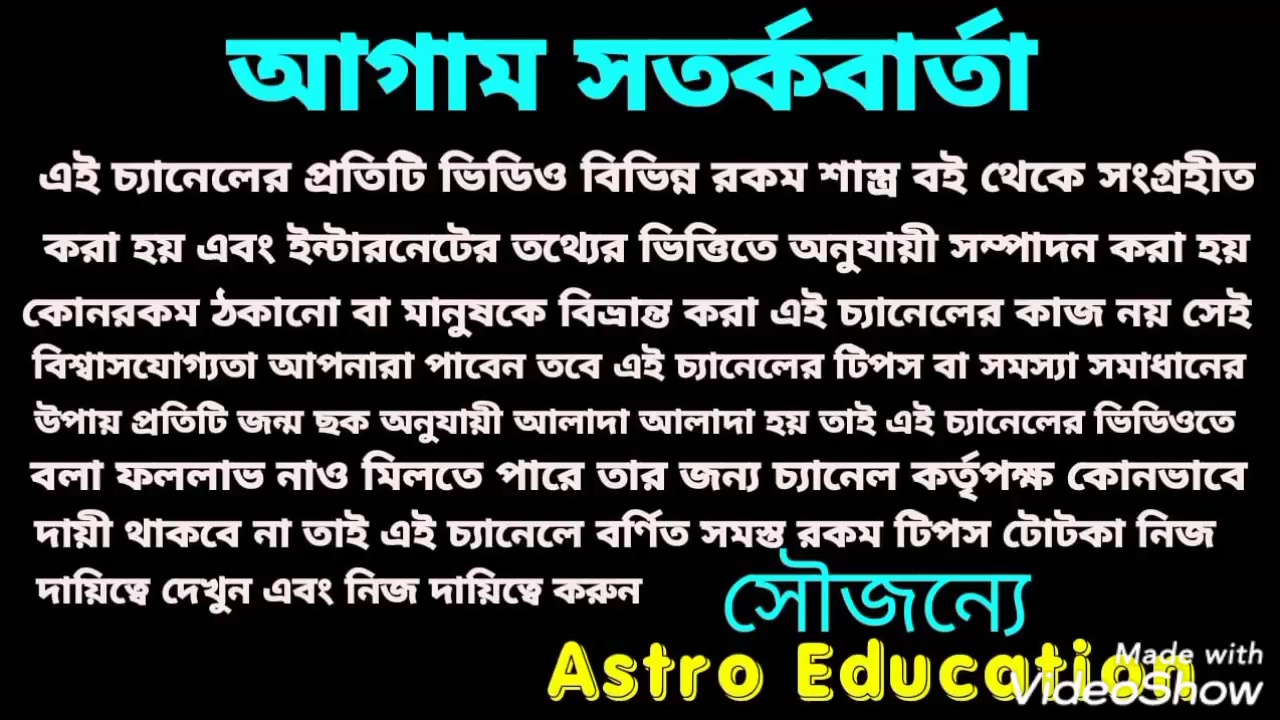 আগাম সতর্কবার্তা
এই চ্যানেলের প্রতিটি ভিডিও বিভিন্ন রকম শাস্ত্র বই থেকে সংগ্রহীত
করা হয় এবং ইন্টারনেটের তথ্যের ভিত্তিতে অনুযায়ী সম্পাদন করা হয়
কোনরকম ঠকানো বা মানুষকে বিভ্রান্ত করা এই চ্যানেলের কাজ নয় সেই
বিশ্বাসযোগ্যতা আপনারা পাবেন তবে এই চ্যানেলের টিপস বা সমস্যা সমাধানের
উপায় প্রতিটি জন্ম ছক অনুযায়ী আলাদা আলাদা হয় তাই এই চ্যানেলের ভিডিওতে
বলা ফললাভ নাও মিলতে পারে তার জন্য চ্যানেল কর্তৃপক্ষ কোনভাবে
দায়ী থাকবে না তাই এই চ্যানেলে বর্ণিত সমস্ত রকম টিপস টোটকা নিজ
দায়িত্বে দেখুন এবং নিজ দায়িত্বে করুন
সৌজন্যে
Astro Education
Made with
VideoShow